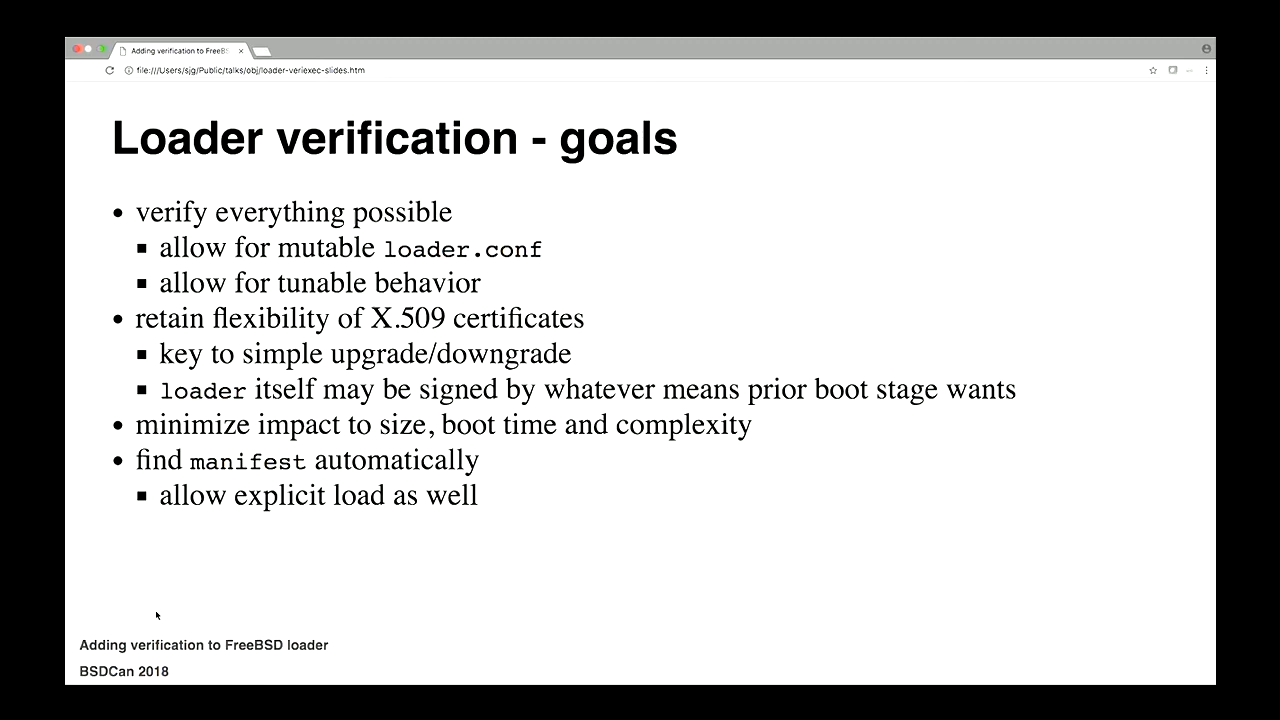 Adding verification to FreeBS
file:///Users/sjg/Public/talks/obj/loader-veriexec-slides.htm
Loader verification - goals
• verify everything possible
▪ allow for mutable loader.conf
▪ allow for tunable behavior
• retain flexibility of X.509 certificates
▪ key to simple upgrade/downgrade
▪ loader itself may be signed by whatever means prior boot stage wants
• minimize impact to size, boot time and complexity
• find manifest automatically
▪ allow explicit load as well
Adding verification to FreeBSD loader
BSDCan 2018